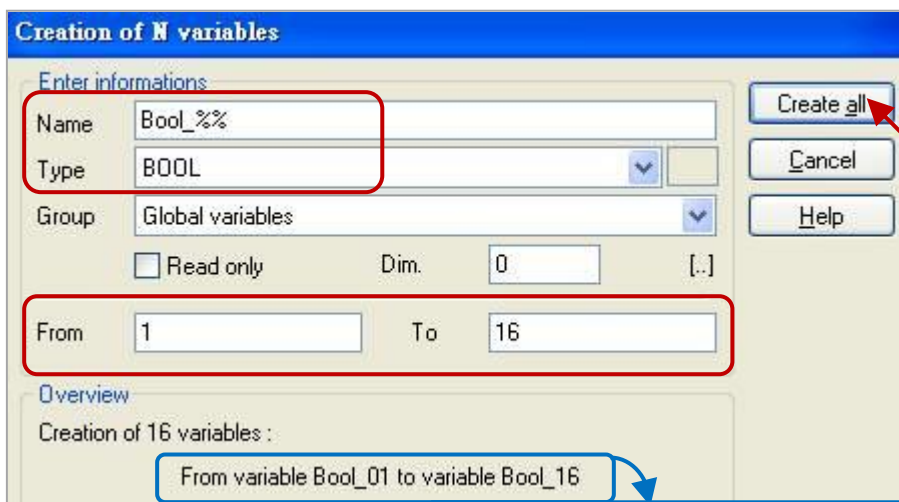 Creation of N variables
Enter informations
Name Bool_%%
Type BOOL
Group Global variables
Read only Dim. 0 [..]
From 1 To 16
Create all
Cancel
Help
Overview
Creation of 16 variables :
From variable Bool_01 to variable Bool_16